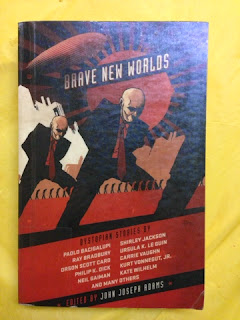 BRAVE NEW WORLDS
DYSTOPIAN STORIES BY
PAOLO BACIGALUPI
RAY BRADBURY
ORSON SCOTT CARD
PHILIP K. DICK
NEIL GAIMAN
SHIRLEY JACKSON
URSULA K. LE GUIN
CARRIE VAUGHN
KURT VONNEGUT, JR.
KATE WILHELM
AND MANY OTHERS
EDITED BY JOHN JOSEPH ADAMS